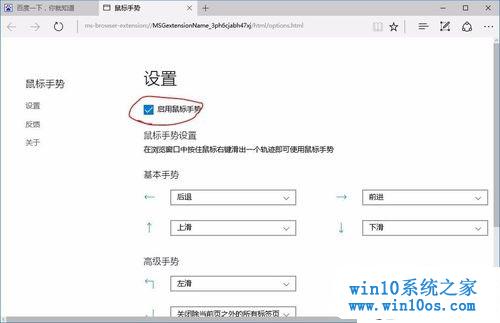 百度一下，你就知道
鼠标手势
ms-browser-extension://MSGextensionName_3ph6cjabh47xj/html/options.html
鼠标手势
设置
反馈
关于
设置
启用鼠标手势
鼠标手势设置
在浏览窗口中按住鼠标右键滑出一个轨迹即可使用鼠标手势
基本手势
← 后退 → 前进
↑ 上滑 ↓ 下滑
高级手势
左滑
关闭除当前页之外的所有标签页
win10系统之家
www.win10os.com